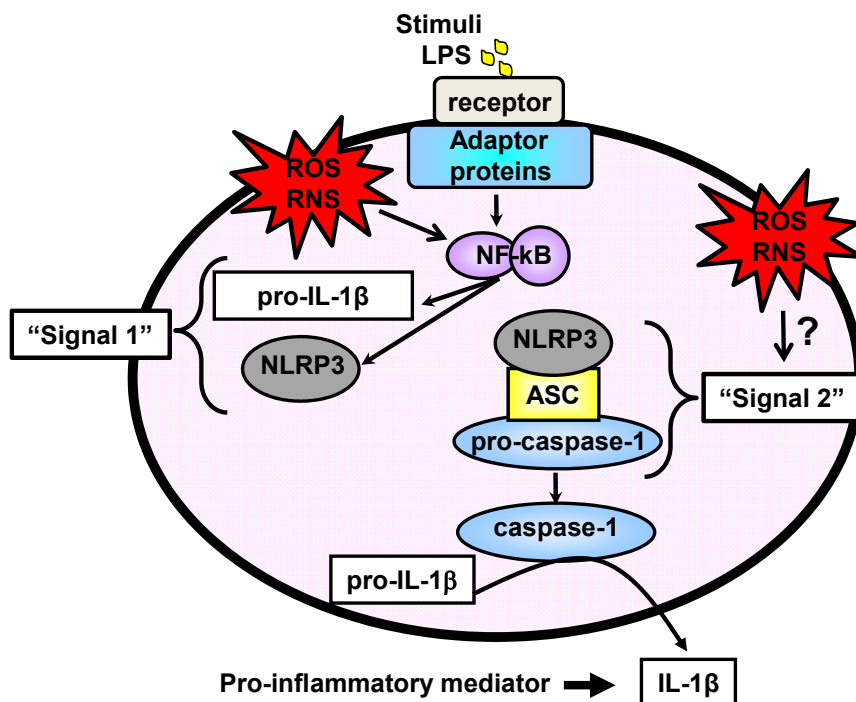 Stimuli
LPS
receptor
Adaptor
proteins
ROS
RNS
NF-kB
ROS
RNS
pro-IL-1β
“Signal 1”
NLRP3
?
NLRP3
ASC
“Signal 2”
pro-caspase-1
caspase-1
pro-IL-1β
Pro-inflammatory mediator
IL-1β